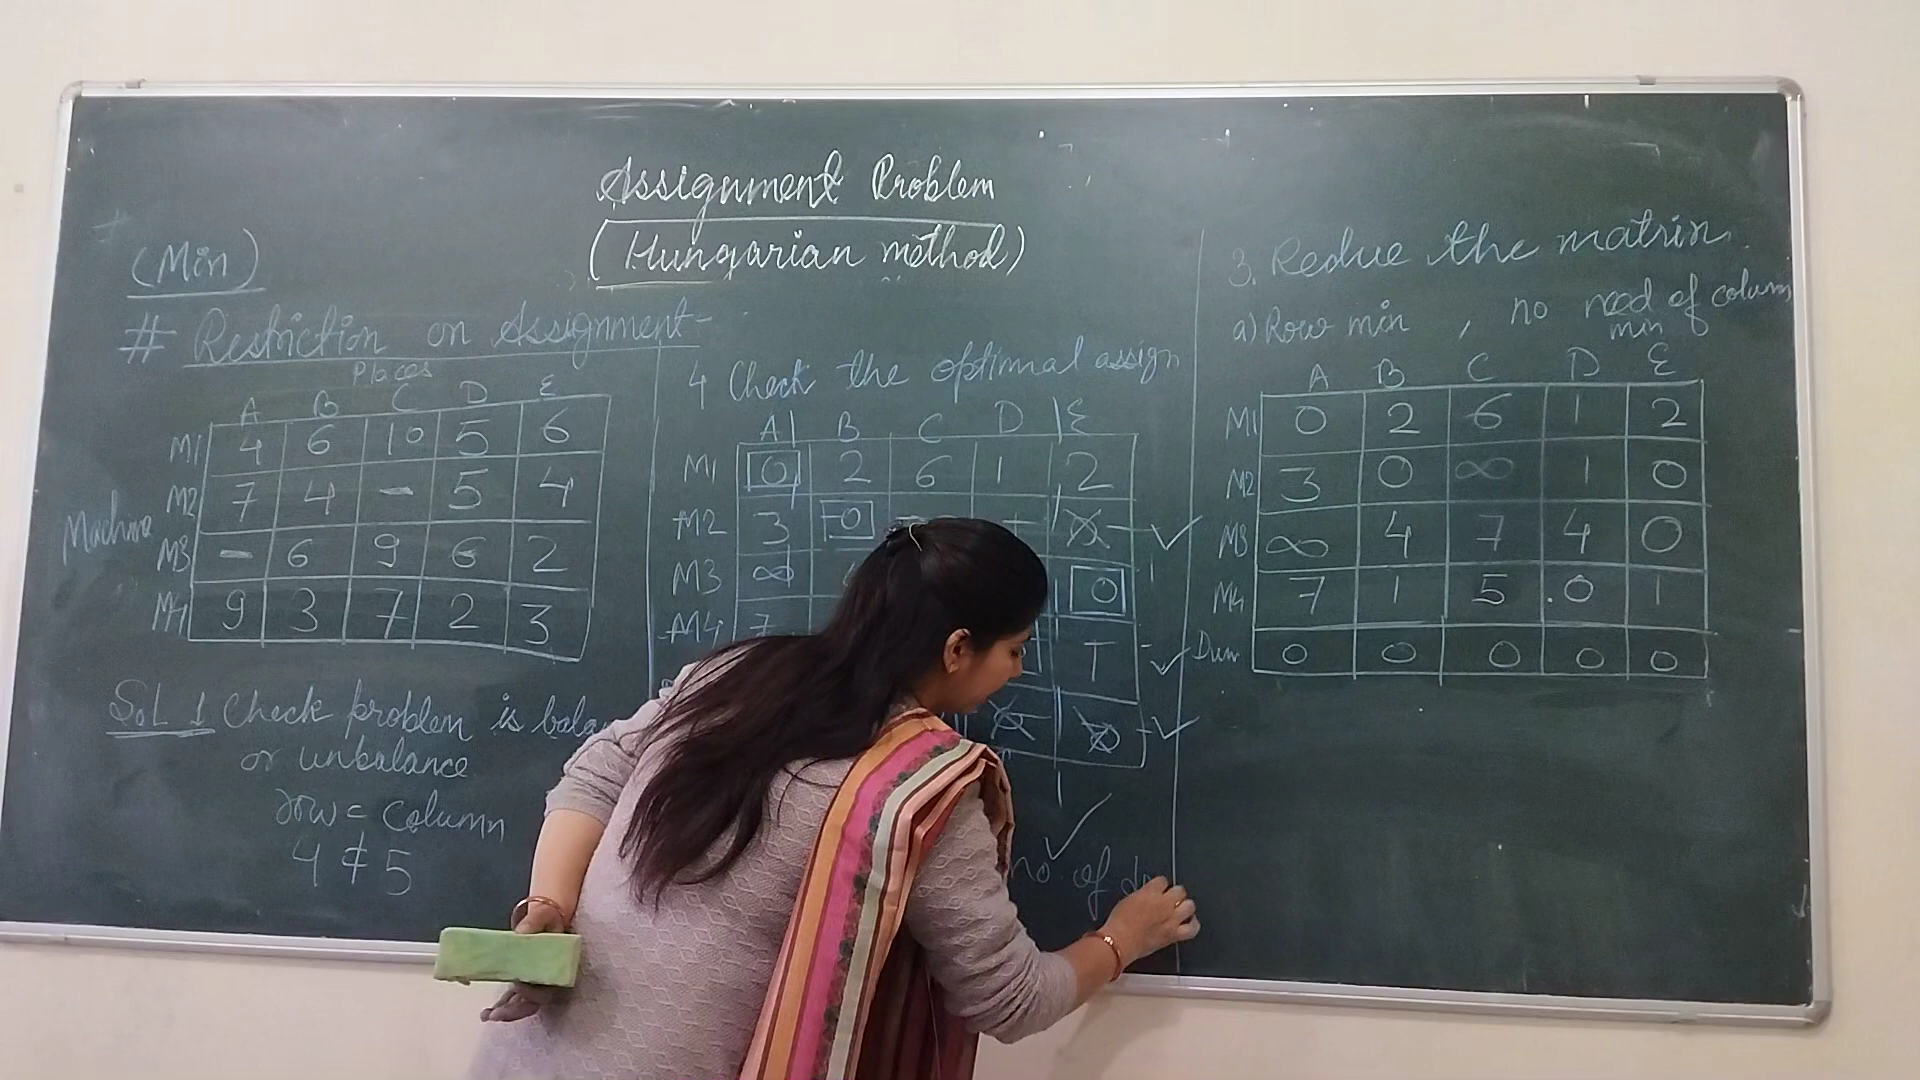 Assignment Problem
(Hungarian method)
(Min)
# Restriction on Assignment-
Places
A B C D E
M1 4 6 10 5 6
M2 7 4 - 5 4
Machine
M3 - 6 9 6 2
M4 9 3 7 2 3
Sol 1 Check problem is
or unbalance
row = Column
4 ≠ 5
4 Check the optimal assign
A B C D E
M1 0 2 6 1 2
M2 3 0
M3 ∞ 0
M4 7 1
no. of
3. Redue the matrix.
a) Row min , no need of column
min
A B C D E
M1 0 2 6 1 2
M2 3 0 ∞ 1 0
M3 ∞ 4 7 4 0
M4 7 1 5 0 1
Dum 0 0 0 0 0